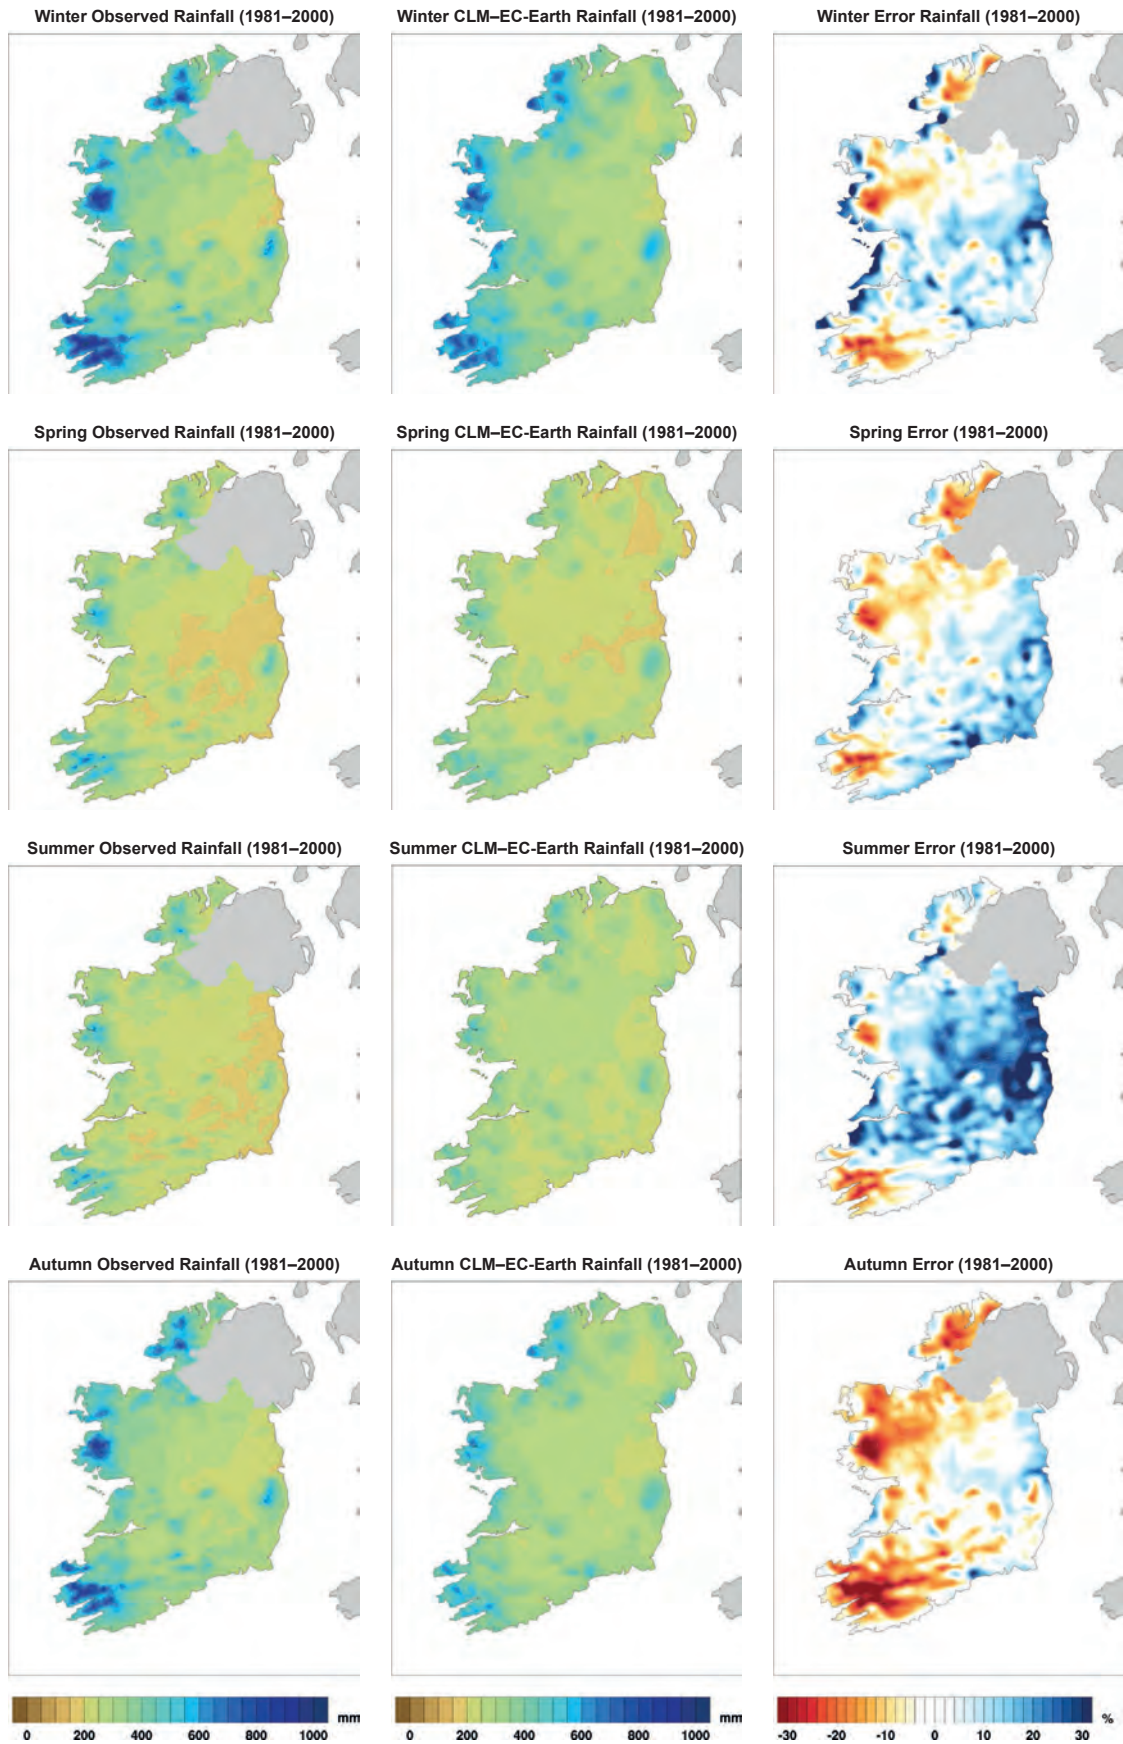 Winter Observed Rainfall (1981–2000) Winter CLM–EC-Earth Rainfall (1981–2000) Winter Error Rainfall (1981–2000)
Spring Observed Rainfall (1981–2000) Spring CLM–EC-Earth Rainfall (1981–2000) Spring Error (1981–2000)
Summer Observed Rainfall (1981–2000) Summer CLM–EC-Earth Rainfall (1981–2000) Summer Error (1981–2000)
Autumn Observed Rainfall (1981–2000) Autumn CLM–EC-Earth Rainfall (1981–2000) Autumn Error (1981–2000)
mm mm %
0 200 400 600 800 1000 0 200 400 600 800 1000 -30 -20 -10 0 10 20 30